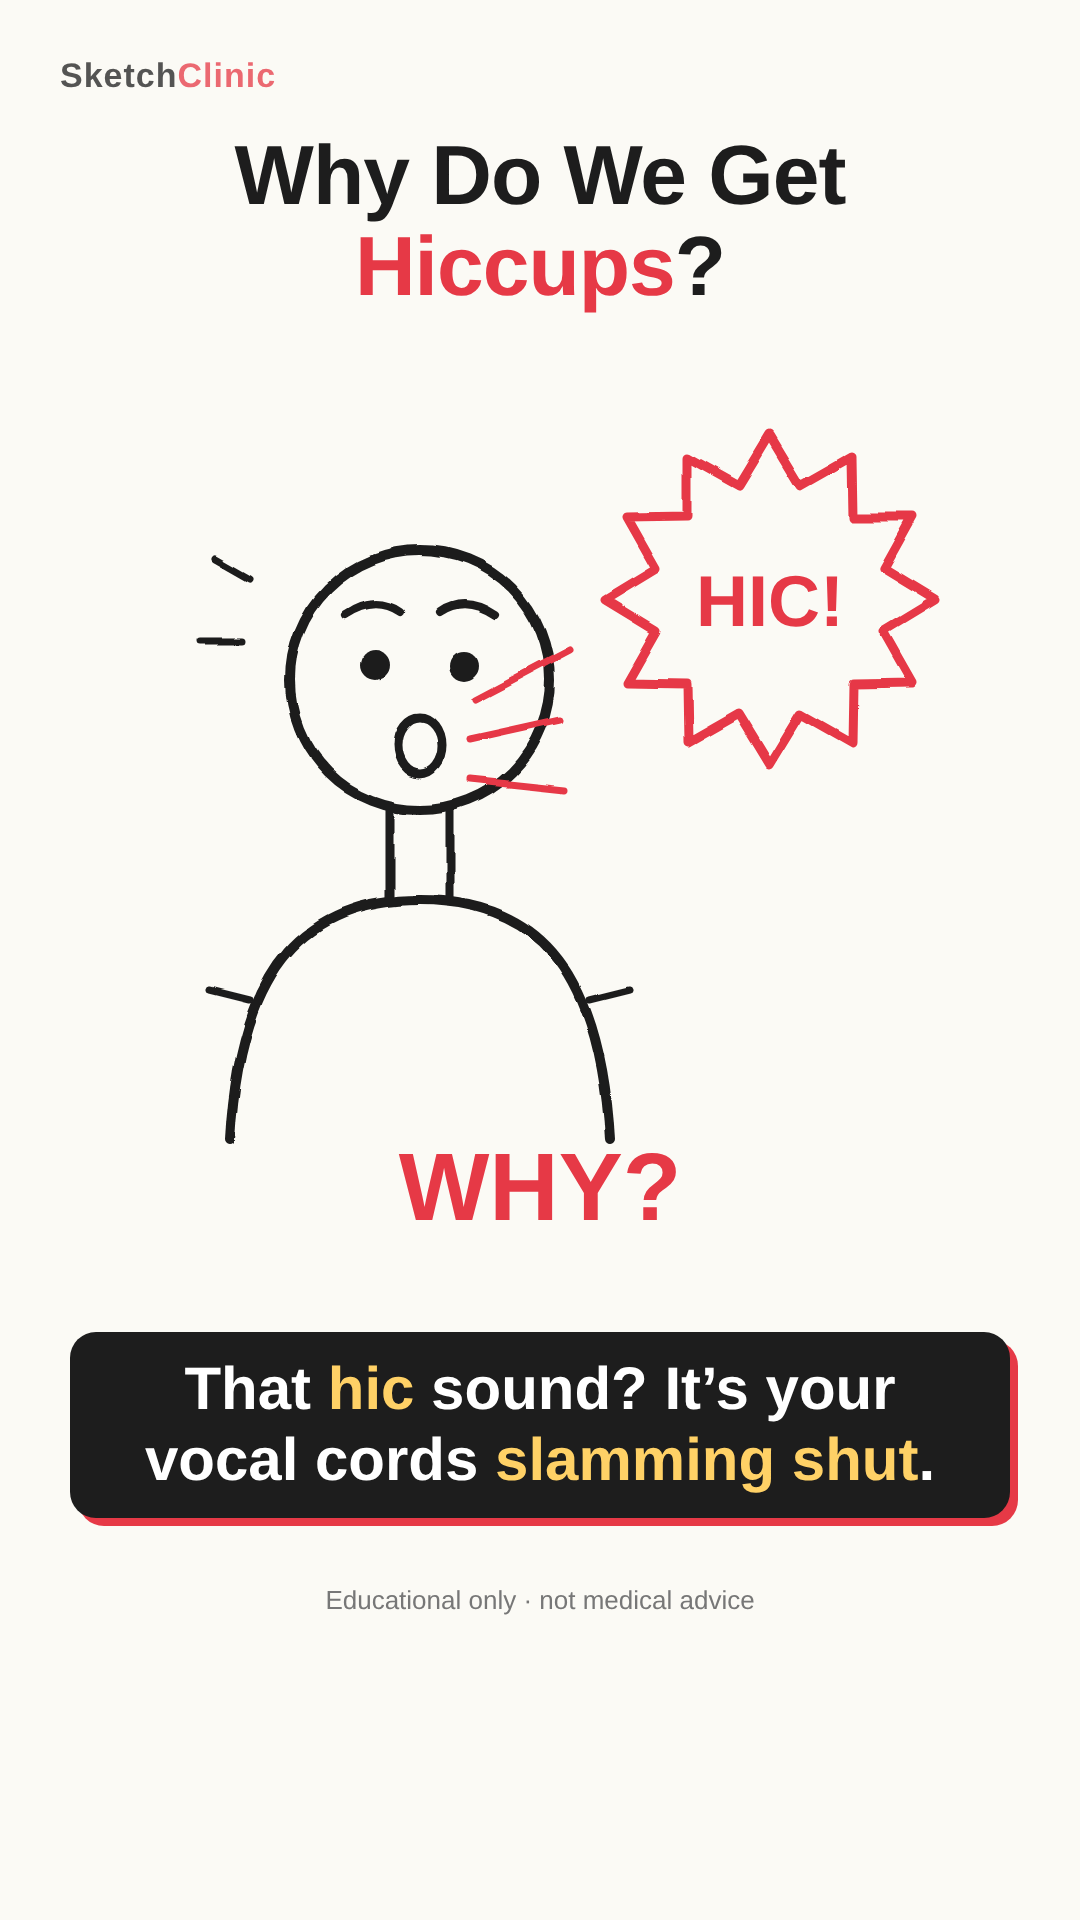 SketchClinic
Why Do We Get
Hiccups?
HIC!
WHY?
That hic sound? It’s your
vocal cords slamming shut.
Educational only · not medical advice